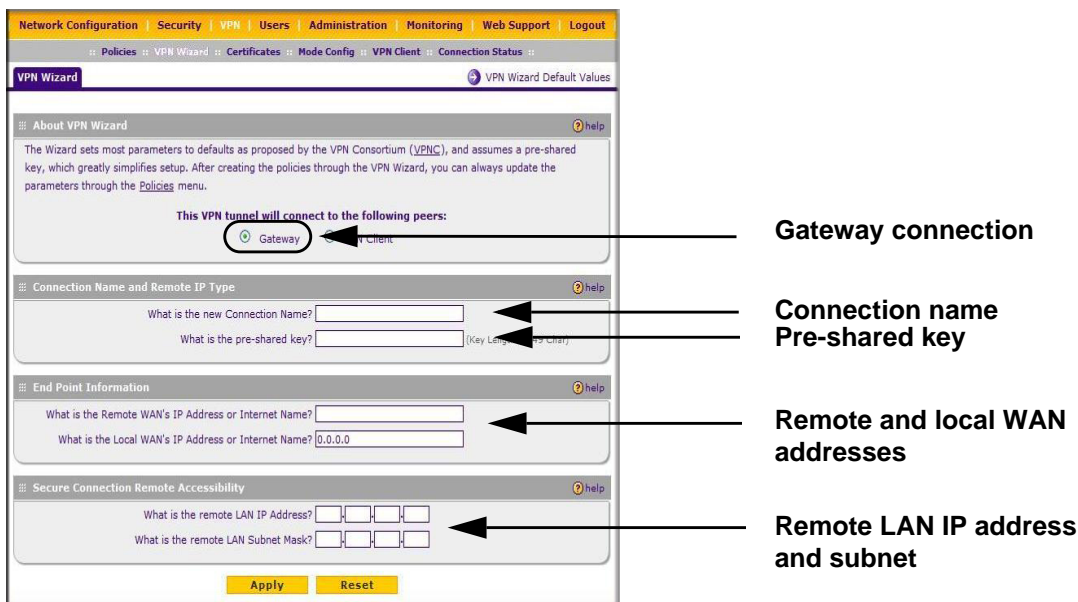 Network Configuration | Security | VPN | Users | Administration | Monitoring | Web Support | Logout
:: Policies :: VPN Wizard :: Certificates :: Mode Config :: VPN Client :: Connection Status ::
VPN Wizard
VPN Wizard Default Values
About VPN Wizard
help
The Wizard sets most parameters to defaults as proposed by the VPN Consortium (VPNC), and assumes a pre-shared
key, which greatly simplifies setup. After creating the policies through the VPN Wizard, you can always update the
parameters through the Policies menu.
This VPN tunnel will connect to the following peers:
Gateway Client
Gateway connection
Connection Name and Remote IP Type
help
What is the new Connection Name?
Connection name
What is the pre-shared key?
(Key Char)
Pre-shared key
End Point Information
help
What is the Remote WAN's IP Address or Internet Name?
What is the Local WAN's IP Address or Internet Name? 0.0.0.0
Remote and local WAN
addresses
Secure Connection Remote Accessibility
help
What is the remote LAN IP Address? . . .
What is the remote LAN Subnet Mask? . . .
Remote LAN IP address
and subnet
Apply Reset